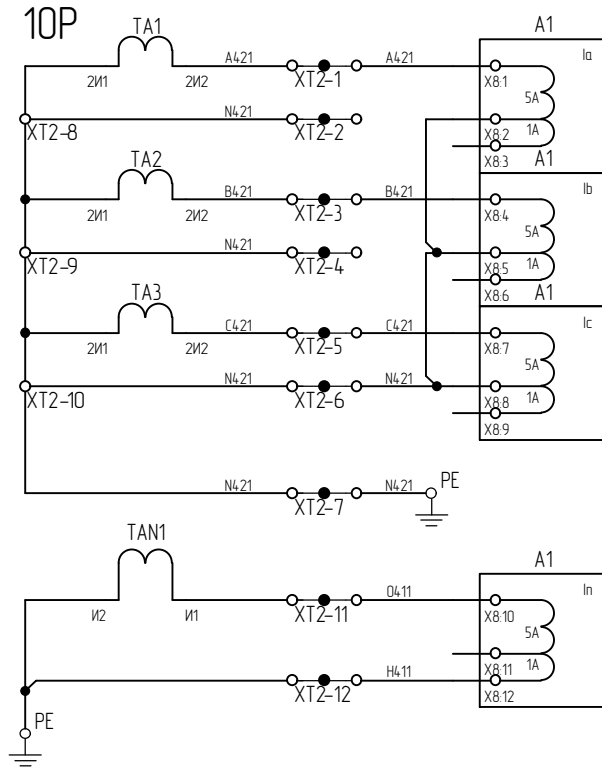 10P
TA1
A1
2И1
2И2
A421
XT2-1
A421
X8:1
Ia
5A
XT2-8
N421
XT2-2
X8:2
1A
X8:3
TA2
A1
2И1
2И2
B421
XT2-3
B421
X8:4
Ib
5A
XT2-9
N421
XT2-4
X8:5
1A
X8:6
TA3
A1
2И1
2И2
C421
XT2-5
C421
X8:7
Ic
5A
XT2-10
N421
XT2-6
N421
X8:8
1A
X8:9
N421
XT2-7
N421
PE
TAN1
A1
И2
И1
XT2-11
O411
X8:10
In
5A
XT2-12
H411
X8:11
1A
X8:12
PE